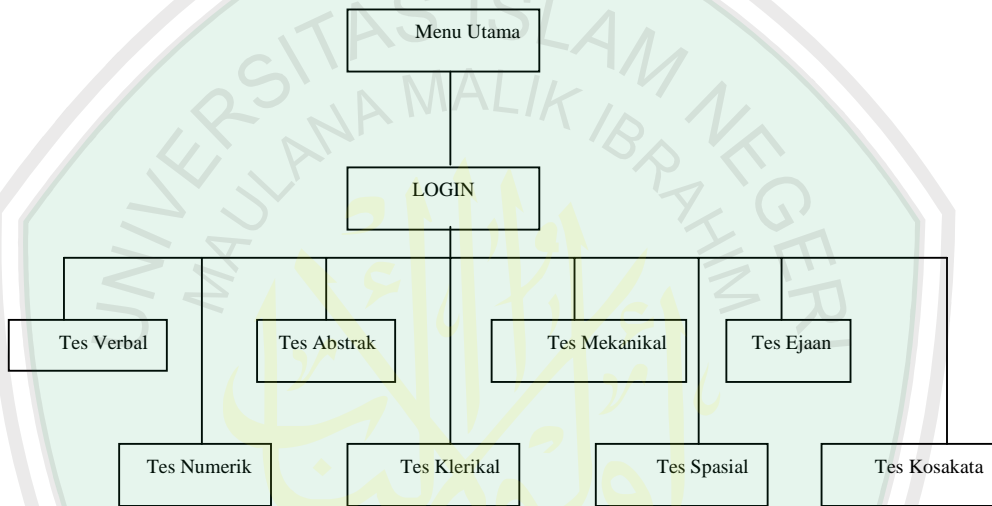 UNIVERSITAS ISLAM NEGERI
MAULANA MALIK IBRAHIM
Menu Utama
LOGIN
Tes Verbal
Tes Abstrak
Tes Mekanikal
Tes Ejaan
Tes Numerik
Tes Klerikal
Tes Spasial
Tes Kosakata